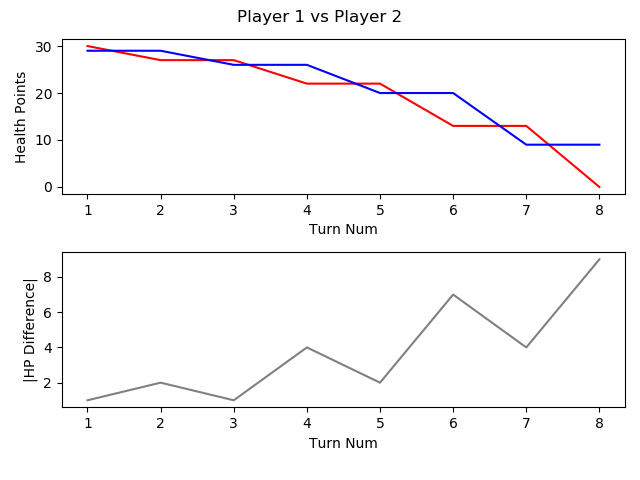 Player 1 vs Player 2
30
20
10
0
Health Points
1 2 3 4 5 6 7 8
Turn Num
8
6
4
2
|HP Difference|
1 2 3 4 5 6 7 8
Turn Num